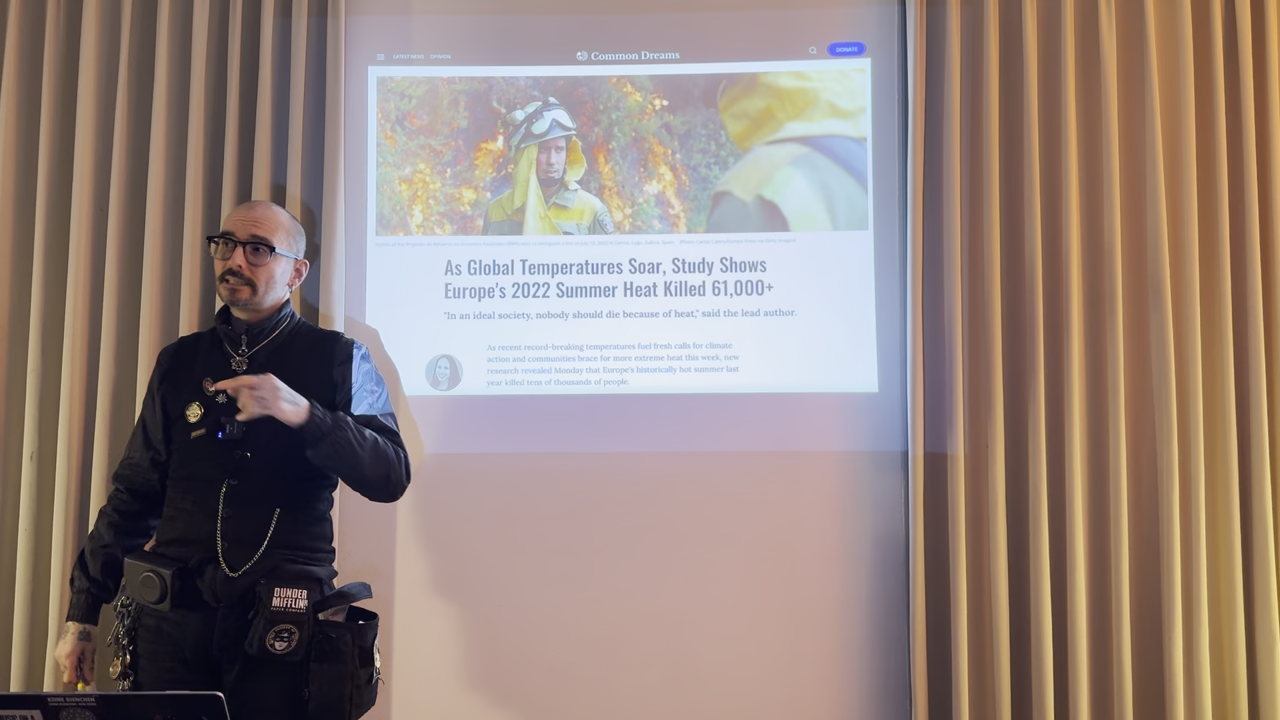 LATEST NEWS OPINION
Common Dreams
DONATE
As Global Temperatures Soar, Study Shows
Europe's 2022 Summer Heat Killed 61,000+
"In an ideal society, nobody should die because of heat," said the lead author.
As recent record-breaking temperatures fuel fresh calls for climate
action and communities brace for more extreme heat this week, new
research revealed Monday that Europe's historically hot summer last
year killed tens of thousands of people.
DUNDER
MIFFLIN